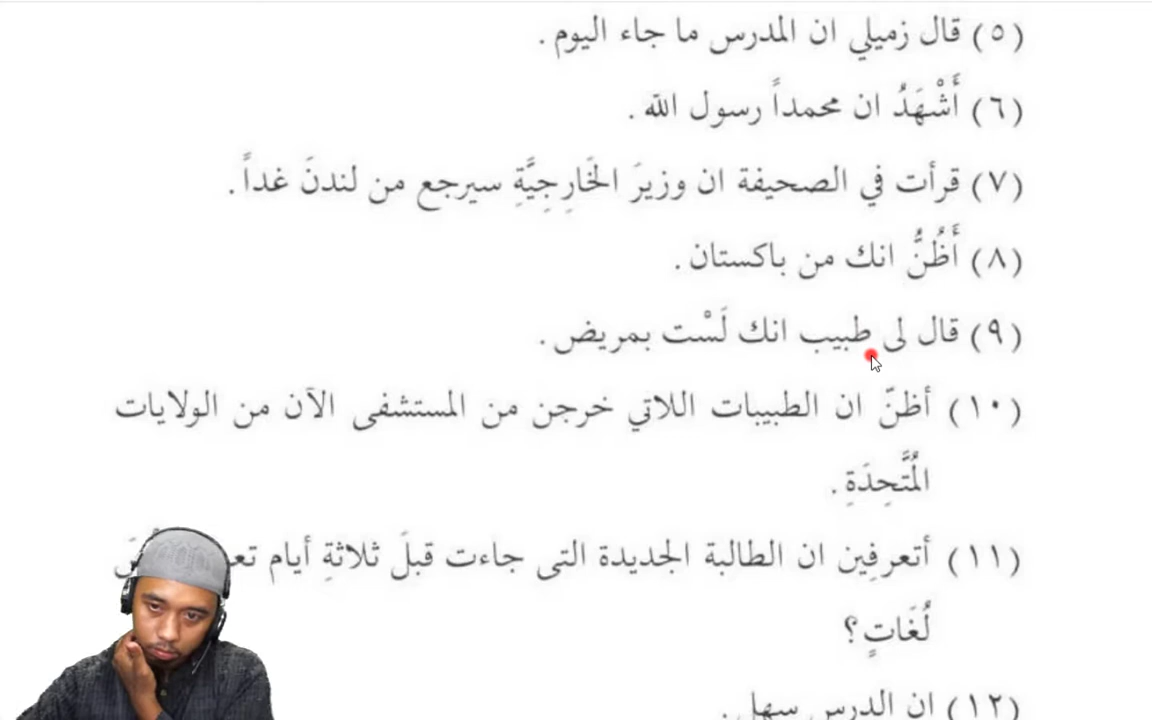 (٥) قال زميلي ان المدرس ما جاء اليوم .
(٦) أَشْهَدُ ان محمداً رسول الله .
(٧) قرأت في الصحيفة ان وزيرَ الخَارِجِيَّةِ سيرجع من لندنَ غداً .
(٨) أَظُنُّ انك من باكستان .
(٩) قال لى طبيب انك لَسْت بمريض .
(١٠) أظنّ ان الطبيبات اللاتي خرجن من المستشفى الآن من الولايات
المُتَّحِدَةِ .
(١١) أتعرفِين ان الطالبة الجديدة التى جاءت قبلَ ثلاثةِ أيام
لُغَاتٍ ؟
(١٢) ان الدرس سهل .